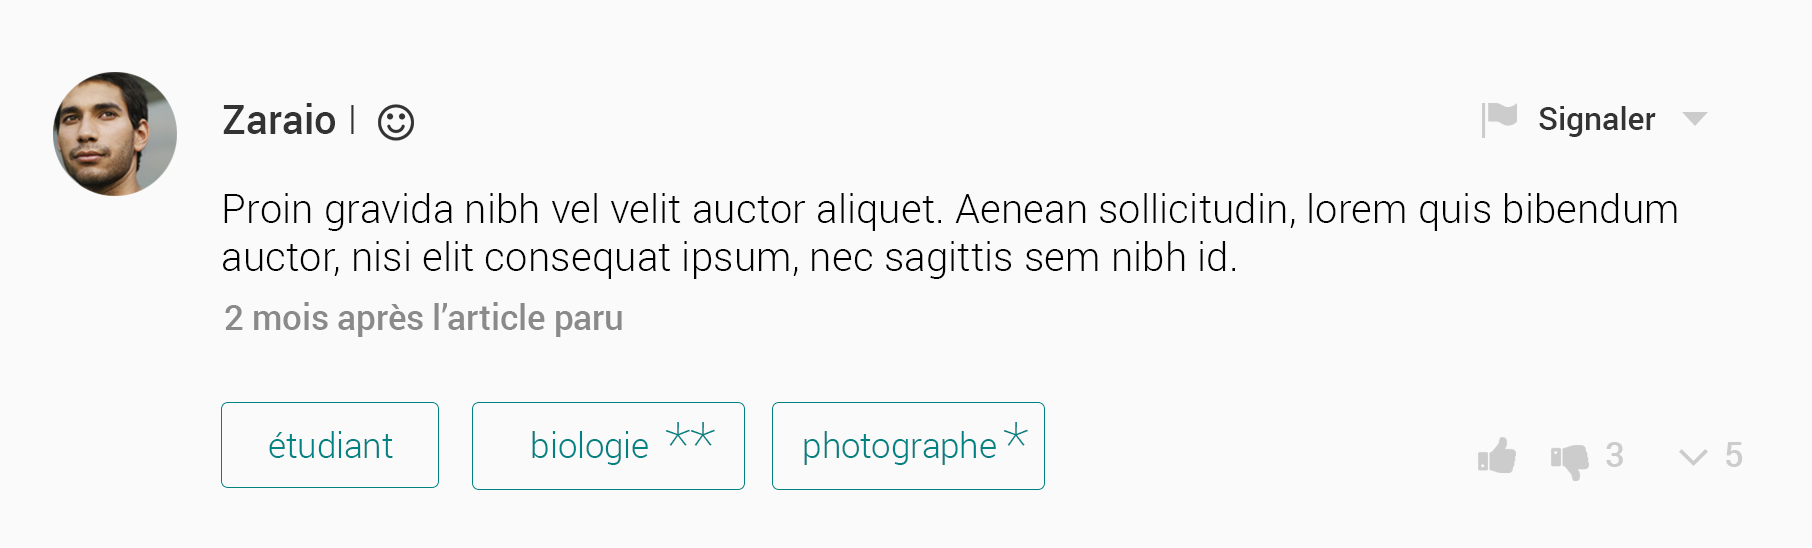 Zaraio |
Signaler
Proin gravida nibh vel velit auctor aliquet. Aenean sollicitudin, lorem quis bibendum
auctor, nisi elit consequat ipsum, nec sagittis sem nibh id.
2 mois après l’article paru
étudiant
biologie **
photographe*
3
5